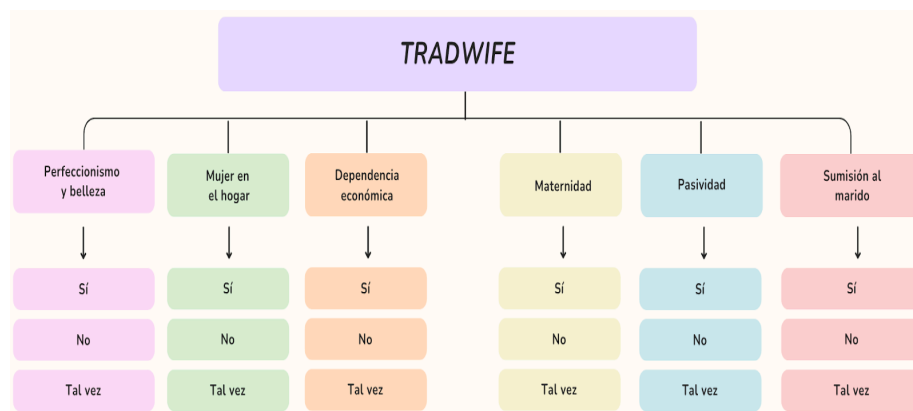 TRADWIFE
Perfeccionismo
y belleza
Mujer en
el hogar
Dependencia
económica
Maternidad
Pasividad
Sumisión al
marido
Sí
Sí
Sí
Sí
Sí
Sí
No
No
No
No
No
No
Tal vez
Tal vez
Tal vez
Tal vez
Tal vez
Tal vez